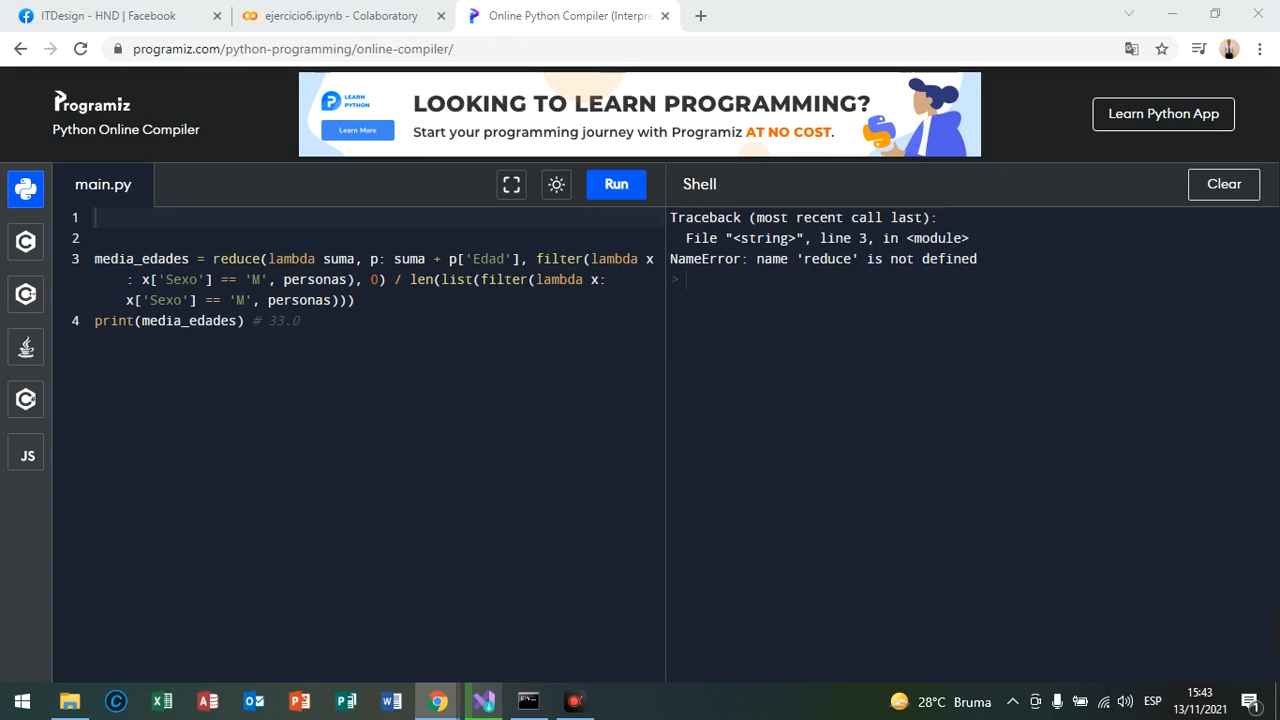 ITDesign - HND | Facebook
ejercicio6.ipynb - Colaboratory
Online Python Compiler (Interpre
programiz.com/python-programming/online-compiler/
Programiz
Python Online Compiler
LEARN
PYTHON
Learn More
LOOKING TO LEARN PROGRAMMING?
Start your programming journey with Programiz AT NO COST.
Learn Python App
main.py
Run
Shell
Clear
1
2
3 media_edades = reduce(lambda suma, p: suma + p['Edad'], filter(lambda x
: x['Sexo'] == 'M', personas), 0) / len(list(filter(lambda x:
x['Sexo'] == 'M', personas)))
4 print(media_edades) # 33.0
Traceback (most recent call last):
File "<string>", line 3, in <module>
NameError: name 'reduce' is not defined
>
JS
28°C Bruma
ESP
15:43
13/11/2021
1